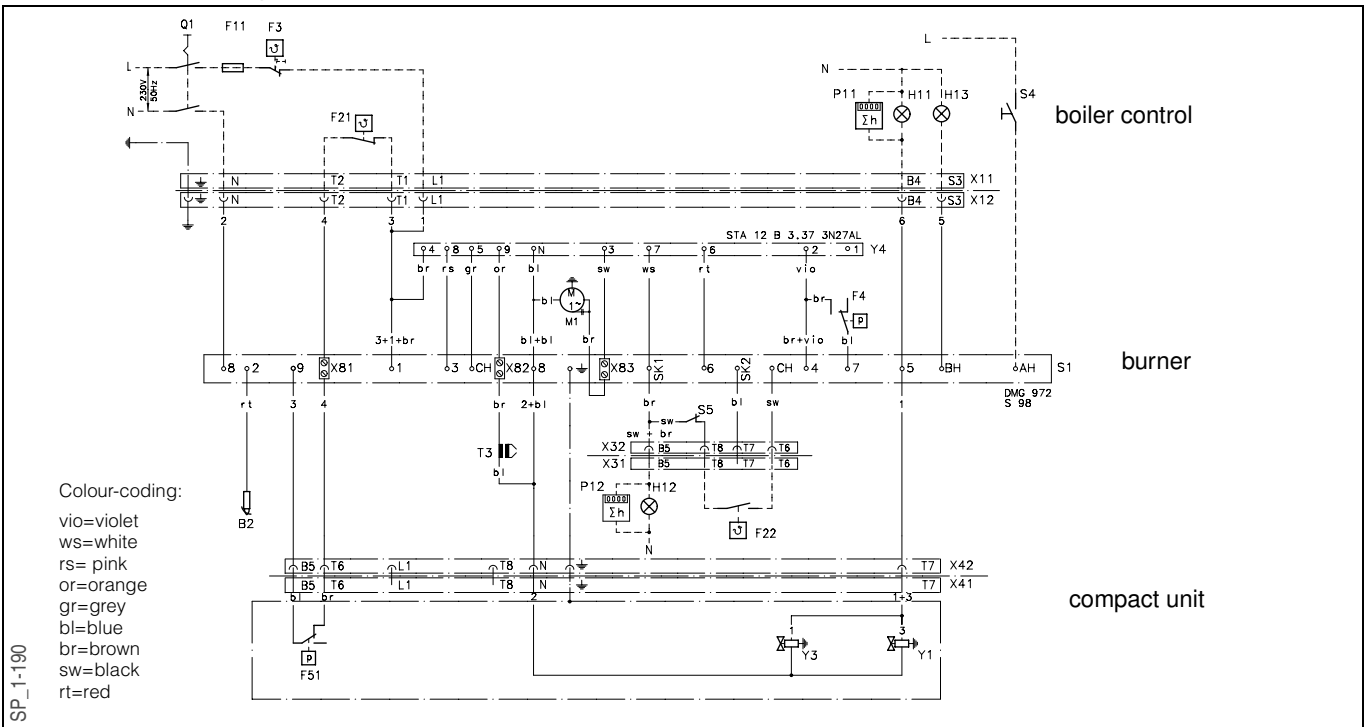 Q1 F11 F3
L
230V
50Hz
N
F21
L
N
P11 H11 H13 S4
0000
Σh
boiler control
N T2 T1 L1 B4 S3 X11
N T2 T1 L1 B4 S3 X12
2 4 3 1 6 5
STA 12 B 3.37 3N27AL
4 8 5 9 N 3 7 6 2 1 Y4
br rs gr or bl sw ws rt vio
bl M 1~ br F4
M1 P
3+1+br bl+bl br br+vio bl
8 2 9 X81 1 3 CH X82 8 X83 SK1 6 SK2 CH 4 7 5 BH AH S1
burner
DMG 972
S 98
rt 3 4 br 2+bl br bl sw 1
sw S5
sw + br
T3
bl
X32 B5 T8 T7 T6
X31 B5 T8 T7 T6
P12 H12
0000
Σh
F22
N
B2
Colour-coding:
vio=violet
ws=white
rs= pink
or=orange
gr=grey
bl=blue
br=brown
sw=black
rt=red
B5 T6 L1 T8 N T7 X42
B5 T6 L1 T8 N T7 X41
bl br 2 1+3
compact unit
1 3
P Y3 Y1
F51
SP_1-190